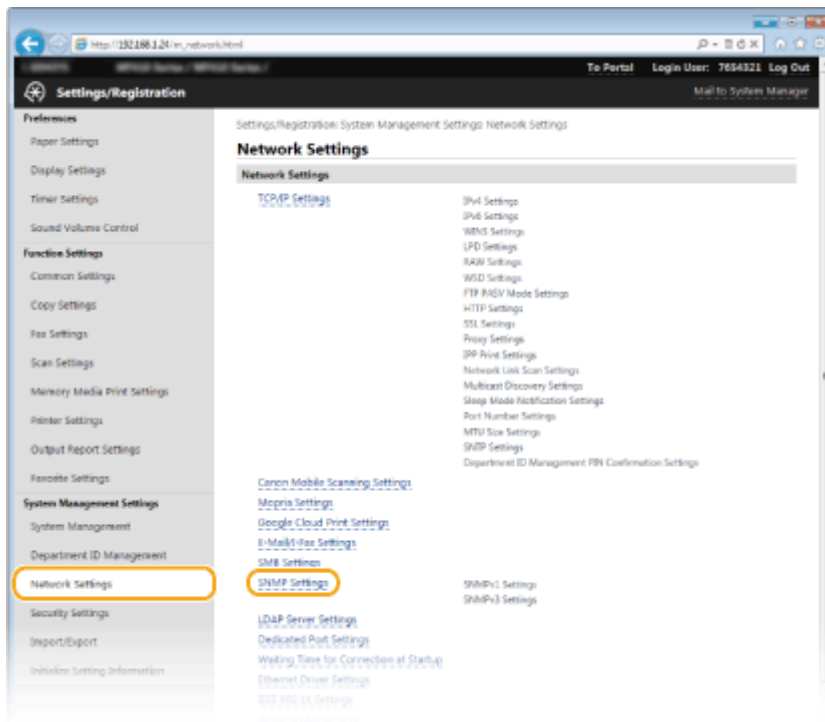 http://192.168.1.24/m_network.html
To Portal Login User: 7654321 Log Out
Settings/Registration
Mail to System Manager
Preferences
Paper Settings
Display Settings
Timer Settings
Sound Volume Control
Function Settings
Common Settings
Copy Settings
Fax Settings
Scan Settings
Memory Media Print Settings
Printer Settings
Output Report Settings
Favorite Settings
System Management Settings
System Management
Department ID Management
Network Settings
Security Settings
Import/Export
Initialize Setting Information
Settings/Registration: System Management Settings: Network Settings
Network Settings
Network Settings
TCP/IP Settings
IPv4 Settings
IPv6 Settings
WINS Settings
LPD Settings
RAW Settings
WSD Settings
FTP PASV Mode Settings
HTTP Settings
SSL Settings
Proxy Settings
IPP Print Settings
Network Link Scan Settings
Multicast Discovery Settings
Sleep Mode Notification Settings
Port Number Settings
MTU Size Settings
SNTP Settings
Department ID Management PIN Confirmation Settings
Canon Mobile Scanning Settings
Mopria Settings
Google Cloud Print Settings
E-Mail/I-Fax Settings
SMB Settings
SNMP Settings
SNMPv1 Settings
SNMPv3 Settings
LDAP Server Settings
Dedicated Port Settings
Waiting Time for Connection at Startup
Ethernet Driver Settings
IEEE 802.1X Settings